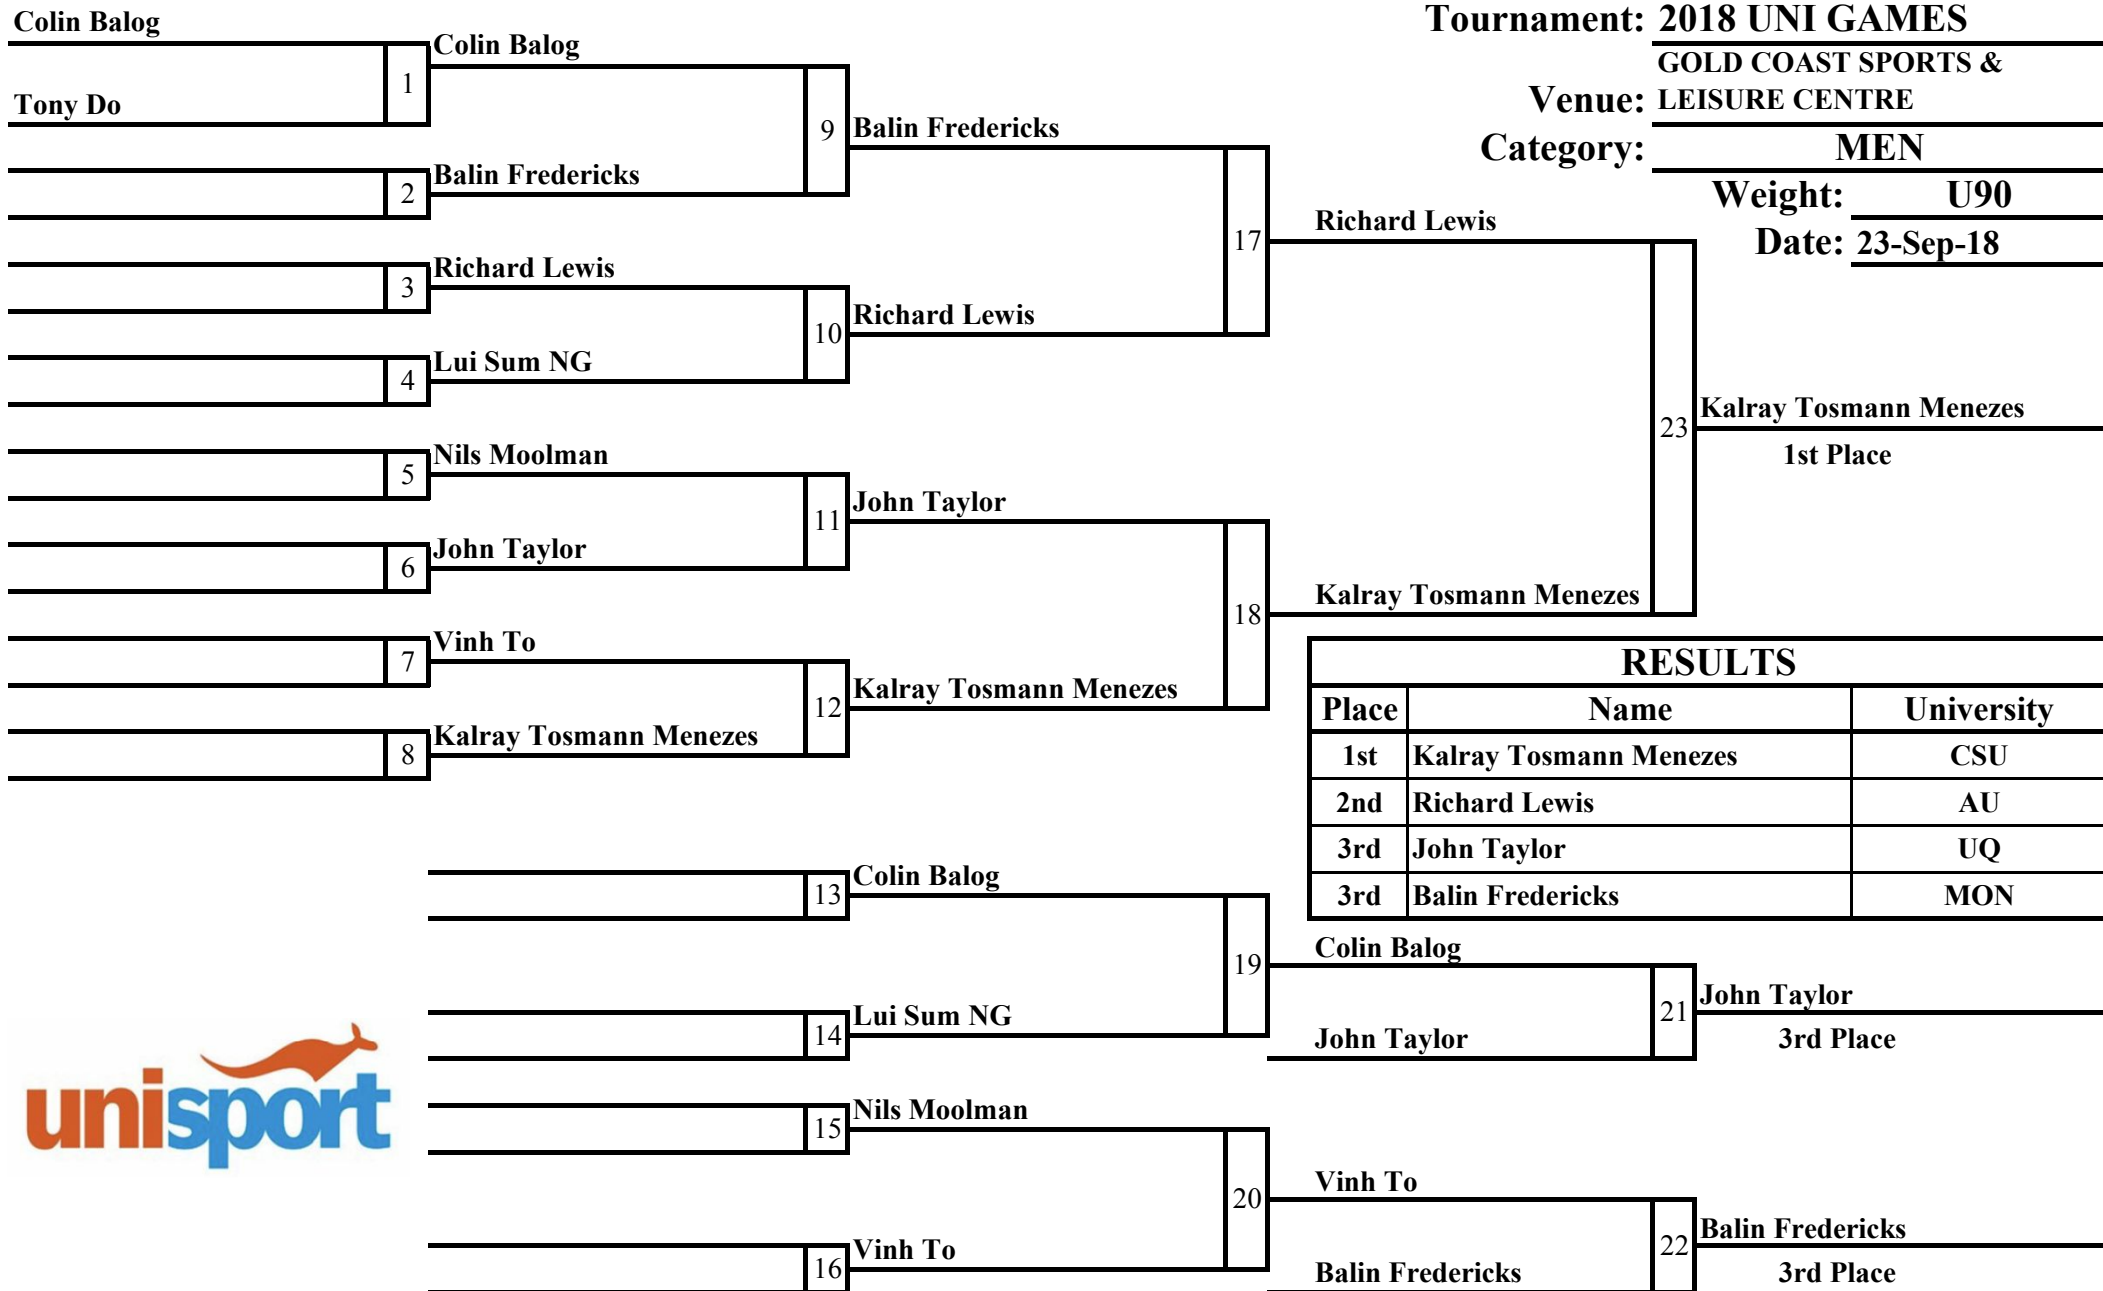 Tournament: 2018 UNI GAMES
Venue: GOLD COAST SPORTS &
LEISURE CENTRE
Category: MEN
Weight: U90
Date: 23-Sep-18
Colin Balog
Tony Do
1
2
3
4
5
6
7
8
Colin Balog
Balin Fredericks
Richard Lewis
Lui Sum NG
Nils Moolman
John Taylor
Vinh To
Kalray Tosmann Menezes
9
10
11
12
Balin Fredericks
Richard Lewis
John Taylor
Kalray Tosmann Menezes
17
18
Richard Lewis
Kalray Tosmann Menezes
23
Kalray Tosmann Menezes
1st Place
RESULTS
Place Name University
1st Kalray Tosmann Menezes CSU
2nd Richard Lewis AU
3rd John Taylor UQ
3rd Balin Fredericks MON
13
14
15
16
Colin Balog
Lui Sum NG
Nils Moolman
Vinh To
19
20
Colin Balog
John Taylor
21
John Taylor
3rd Place
Vinh To
Balin Fredericks
22
Balin Fredericks
3rd Place
unisport